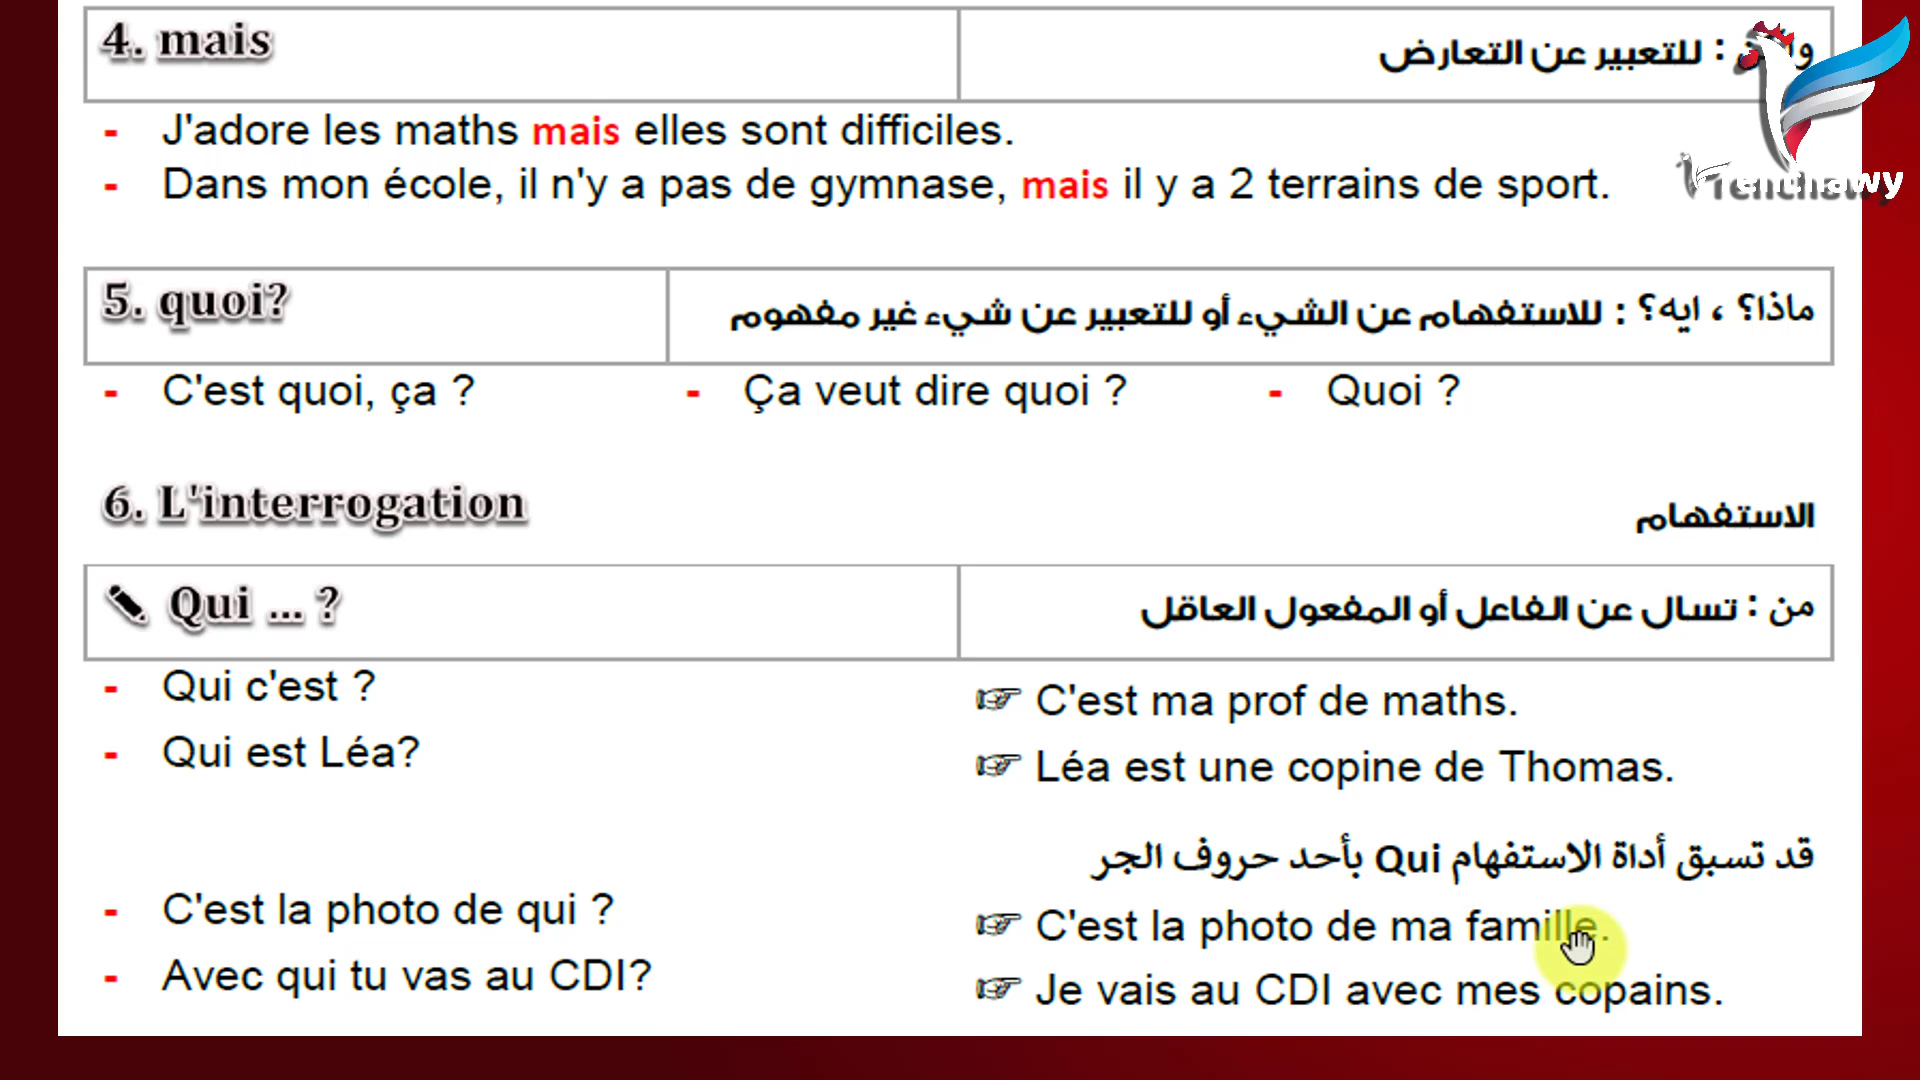 4. mais
: للتعبير عن التعارض
- J'adore les maths mais elles sont difficiles.
- Dans mon école, il n'y a pas de gymnase, mais il y a 2 terrains de sport.
Frenchawy
5. quoi?
ماذا؟ ، ايه؟ : للاستفهام عن الشيء أو للتعبير عن شيء غير مفهوم
- C'est quoi, ça ? - Ça veut dire quoi ? - Quoi ?
6. L'interrogation
الاستفهام
Qui ... ?
من : تسال عن الفاعل أو المفعول العاقل
- Qui c'est ?
☞ C'est ma prof de maths.
- Qui est Léa?
☞ Léa est une copine de Thomas.
قد تسبق أداة الاستفهام Qui بأحد حروف الجر
- C'est la photo de qui ?
☞ C'est la photo de ma famille.
- Avec qui tu vas au CDI?
☞ Je vais au CDI avec mes copains.